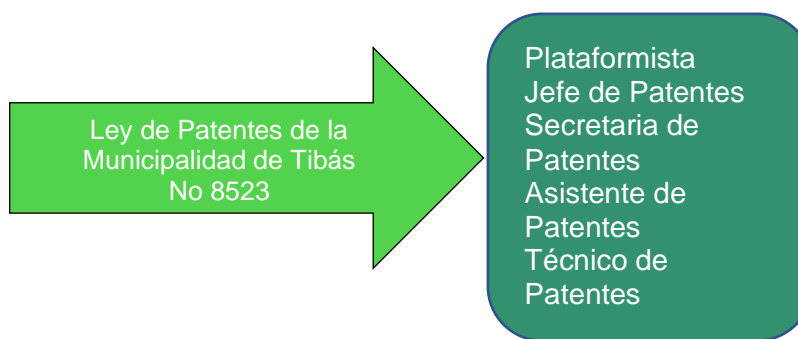 Ley de Patentes de la
Municipalidad de Tibás
No 8523
Plataformista
Jefe de Patentes
Secretaria de
Patentes
Asistente de
Patentes
Técnico de
Patentes